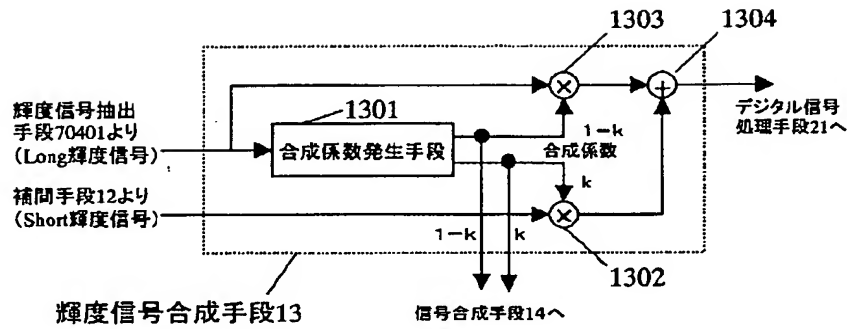 1303
1304
1301
輝度信号抽出
手段70401より
(Long輝度信号)
合成係数発生手段
×
+
デジタル信号
処理手段21へ
1-k
合成係数
k
補間手段12より
(Short輝度信号)
×
1-k
k
1302
輝度信号合成手段13
信号合成手段14へ